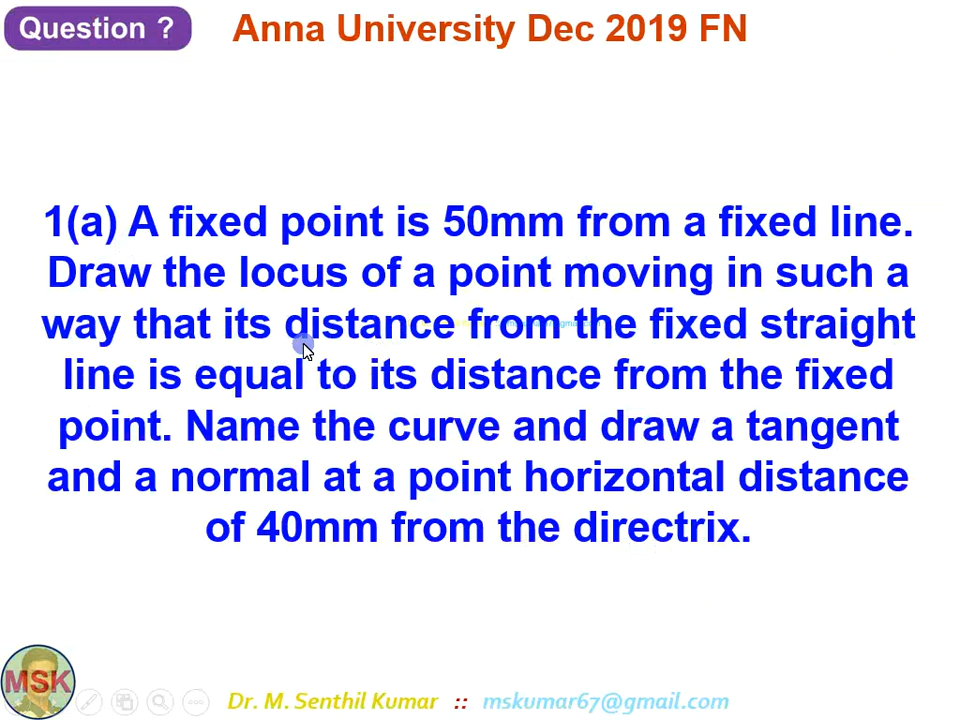 Question ?
Anna University Dec 2019 FN
1(a) A fixed point is 50mm from a fixed line.
Draw the locus of a point moving in such a
way that its distance from the fixed straight
line is equal to its distance from the fixed
point. Name the curve and draw a tangent
and a normal at a point horizontal distance
of 40mm from the directrix.
MSK
Dr. M. Senthil Kumar :: mskumar67@gmail.com